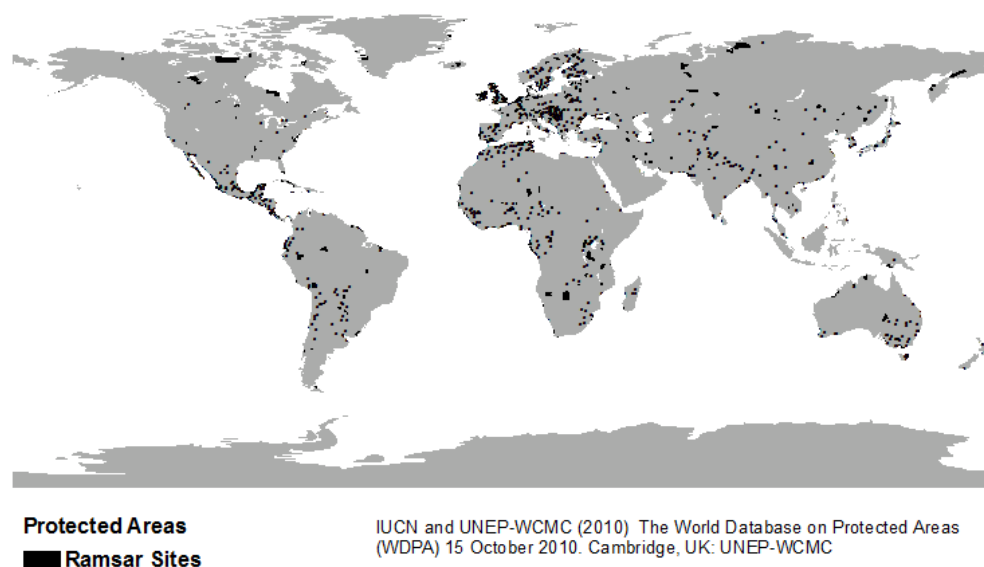 Protected Areas
Ramsar Sites
IUCN and UNEP-WCMC (2010) The World Database on Protected Areas
(WDPA) 15 October 2010. Cambridge, UK: UNEP-WCMC